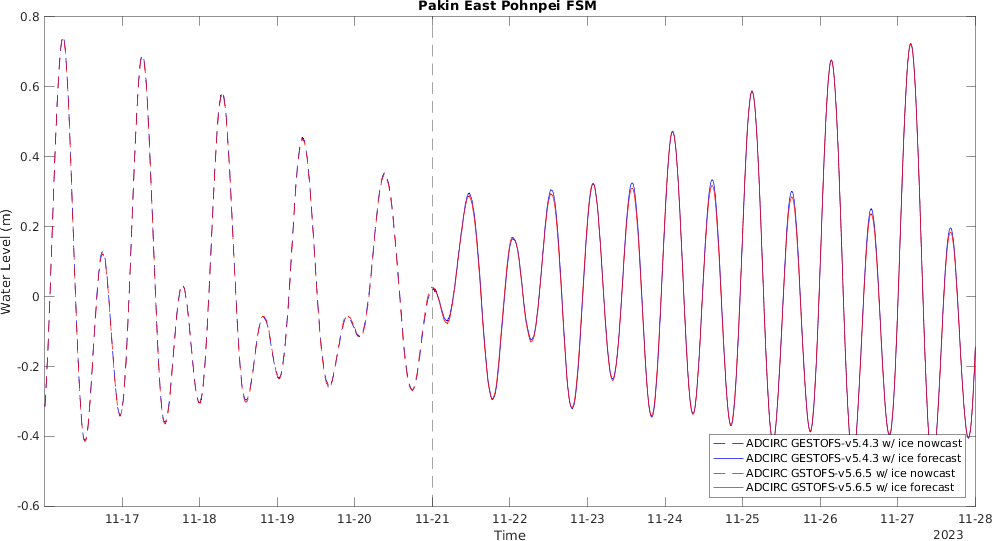 Pakin East Pohnpei FSM
0.8
0.6
0.4
0.2
0
-0.2
-0.4
-0.6
Water Level (m)
ADCIRC GESTOFS-v5.4.3 w/ ice nowcast
ADCIRC GESTOFS-v5.4.3 w/ ice forecast
ADCIRC GSTOFS-v5.6.5 w/ ice nowcast
ADCIRC GSTOFS-v5.6.5 w/ ice forecast
11-17 11-18 11-19 11-20 11-21 11-22 11-23 11-24 11-25 11-26 11-27 11-28
Time
2023